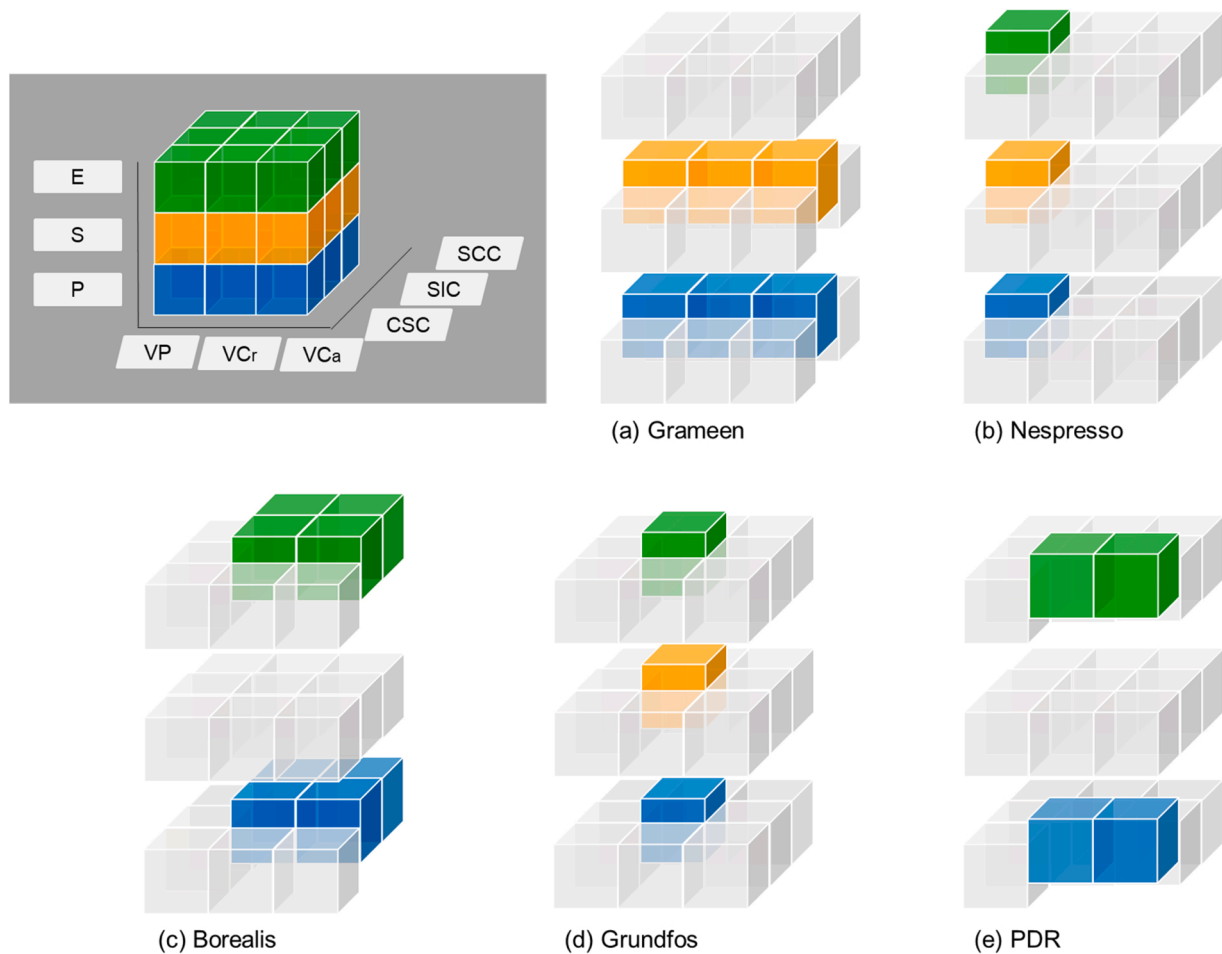 E
S
P
SCC
SIC
CSC
VP
VCr
VCa
(a) Grameen
(b) Nespresso
(c) Borealis
(d) Grundfos
(e) PDR